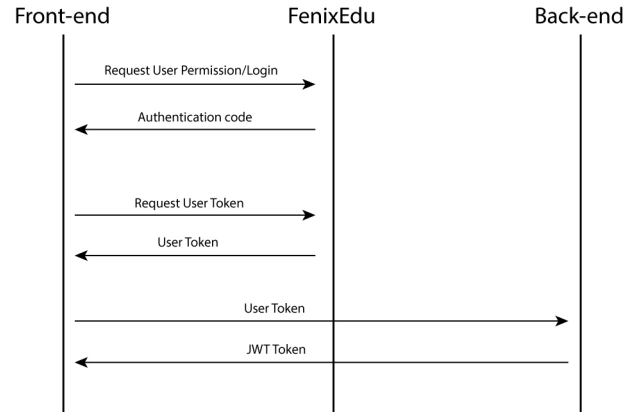 Front-end
FenixEdu
Back-end
Request User Permission/Login
Authentication code
Request User Token
User Token
User Token
JWT Token